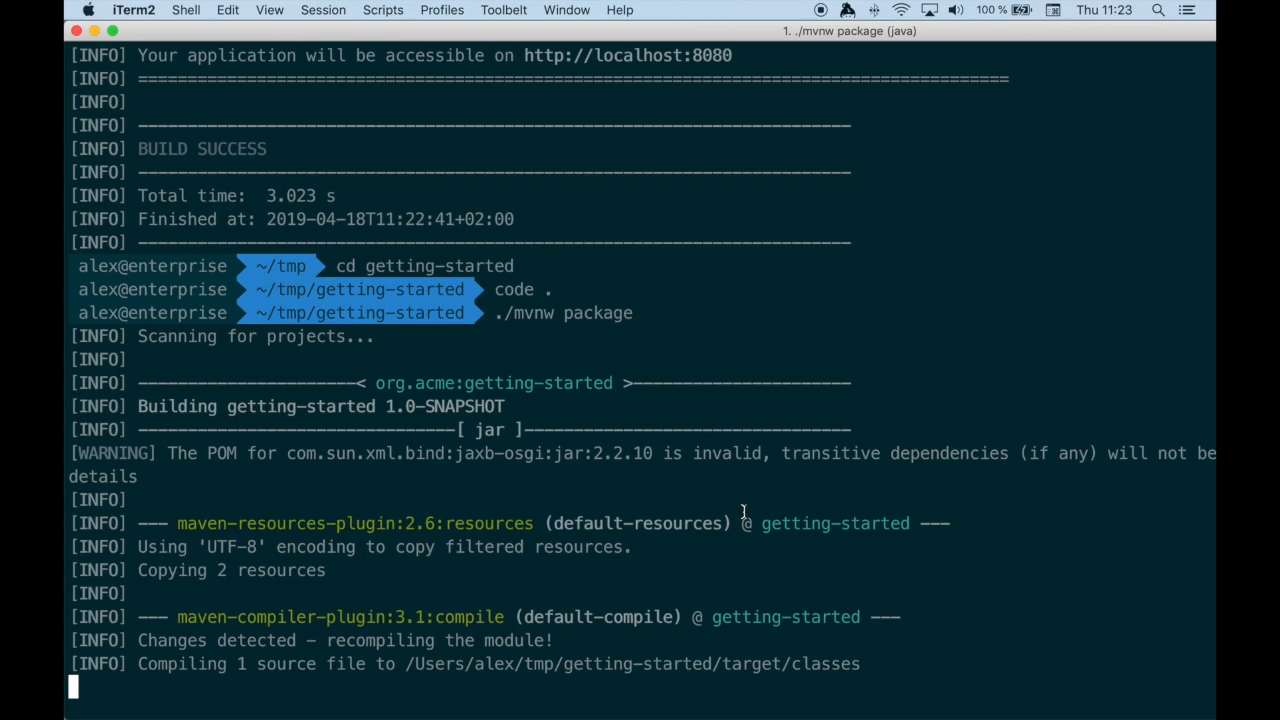 iTerm2 Shell Edit View Session Scripts Profiles Toolbelt Window Help 100 % Thu 11:23
1. ./mvnw package (java)
[INFO] Your application will be accessible on http://localhost:8080
[INFO] ========================================================================================
[INFO]
[INFO] ------------------------------------------------------------------------
[INFO] BUILD SUCCESS
[INFO] ------------------------------------------------------------------------
[INFO] Total time:  3.023 s
[INFO] Finished at: 2019-04-18T11:22:41+02:00
[INFO] ------------------------------------------------------------------------
alex@enterprise ~/tmp cd getting-started
alex@enterprise ~/tmp/getting-started code .
alex@enterprise ~/tmp/getting-started ./mvnw package
[INFO] Scanning for projects...
[INFO]
[INFO] ----------------------< org.acme:getting-started >-----------------------
[INFO] Building getting-started 1.0-SNAPSHOT
[INFO] --------------------------------[ jar ]---------------------------------
[WARNING] The POM for com.sun.xml.bind:jaxb-osgi:jar:2.2.10 is invalid, transitive dependencies (if any) will not be
details
[INFO]
[INFO] --- maven-resources-plugin:2.6:resources (default-resources) @ getting-started ---
[INFO] Using 'UTF-8' encoding to copy filtered resources.
[INFO] Copying 2 resources
[INFO]
[INFO] --- maven-compiler-plugin:3.1:compile (default-compile) @ getting-started ---
[INFO] Changes detected - recompiling the module!
[INFO] Compiling 1 source file to /Users/alex/tmp/getting-started/target/classes